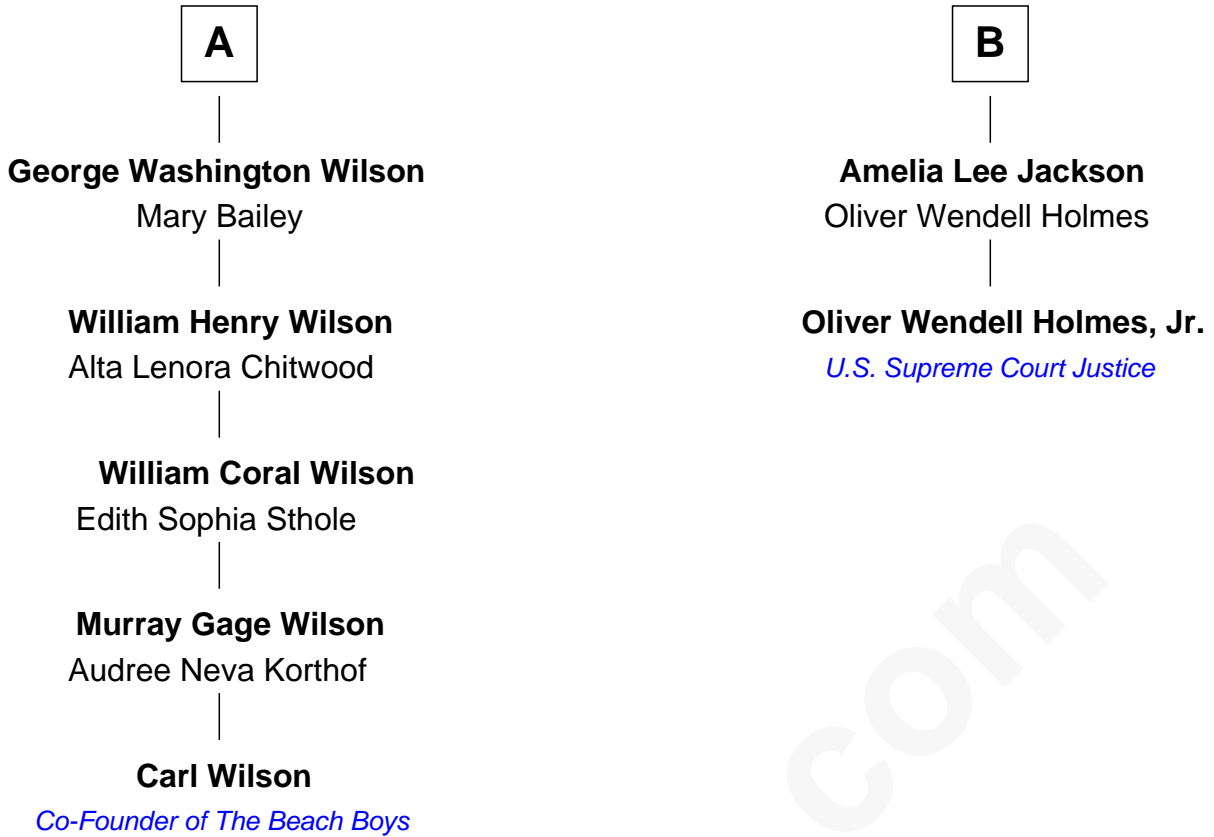 A
George Washington Wilson
Mary Bailey
William Henry Wilson
Alta Lenora Chitwood
William Coral Wilson
Edith Sophia Sthole
Murray Gage Wilson
Audree Neva Korthof
Carl Wilson
Co-Founder of The Beach Boys
B
Amelia Lee Jackson
Oliver Wendell Holmes
Oliver Wendell Holmes, Jr.
U.S. Supreme Court Justice
com